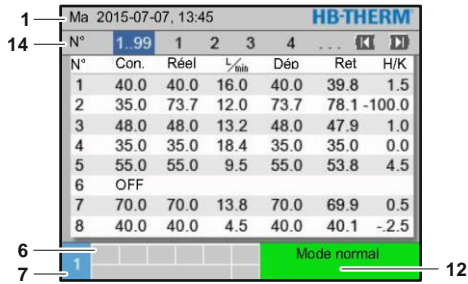 1 Ma 2015-07-07, 13:45 HB-THERM
14 N° 1..99 1 2 3 4 ...
N° Con. Réel L/min Dép Ret H/K
1 40.0 40.0 16.0 40.0 39.8 1.5
2 35.0 73.7 12.0 73.7 78.1 -100.0
3 48.0 48.0 13.2 48.0 47.9 1.0
4 35.0 35.0 18.4 35.0 35.0 0.0
5 55.0 55.0 9.5 55.0 53.8 4.5
6 OFF
7 70.0 70.0 13.8 70.0 69.9 0.5
8 40.0 40.0 4.5 40.0 40.1 -.2.5
6 Mode normal
7 1 12